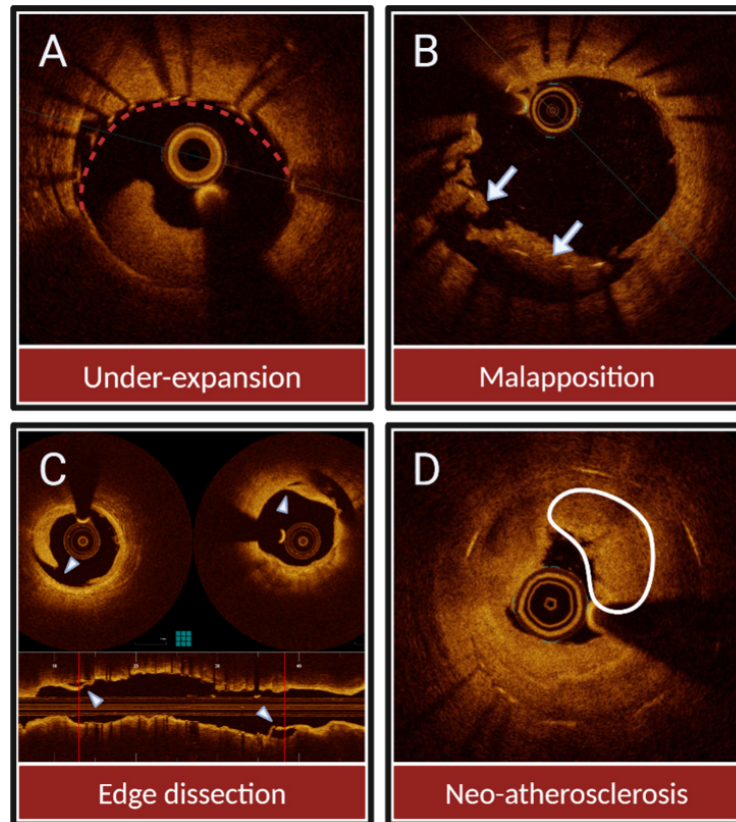 A
Under-expansion
B
Malapposition
C
Edge dissection
D
Neo-atherosclerosis